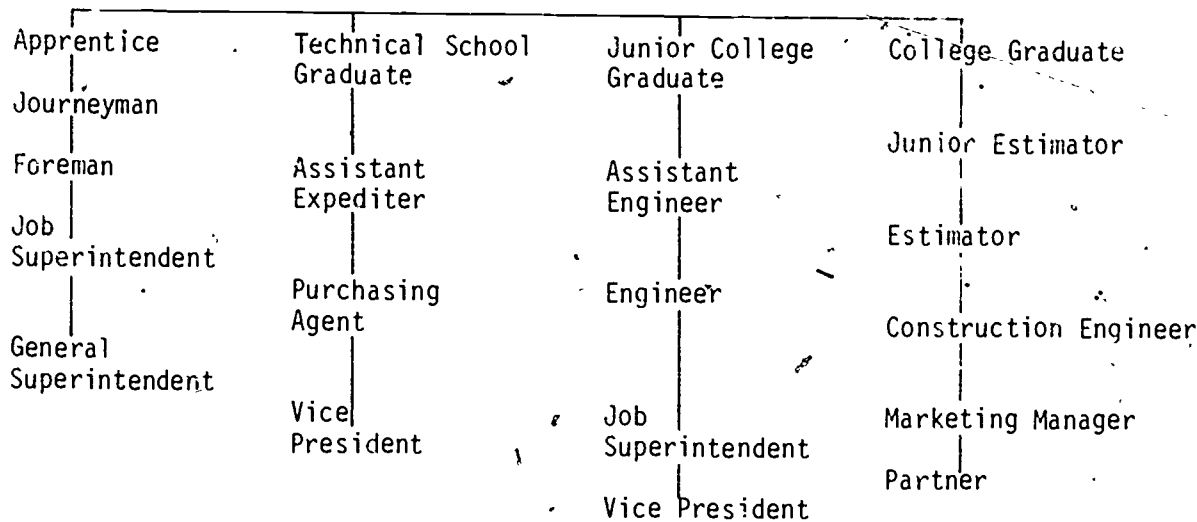 Apprentice
Journeyman
Foreman
Job
Superintendent
General
Superintendent
Technical School
Graduate
Assistant
Expediter
Purchasing
Agent
Vice
President
Junior College
Graduate
Assistant
Engineer
Engineer
Job
Superintendent
Vice President
College Graduate
Junior Estimator
Estimator
Construction Engineer
Marketing Manager
Partner